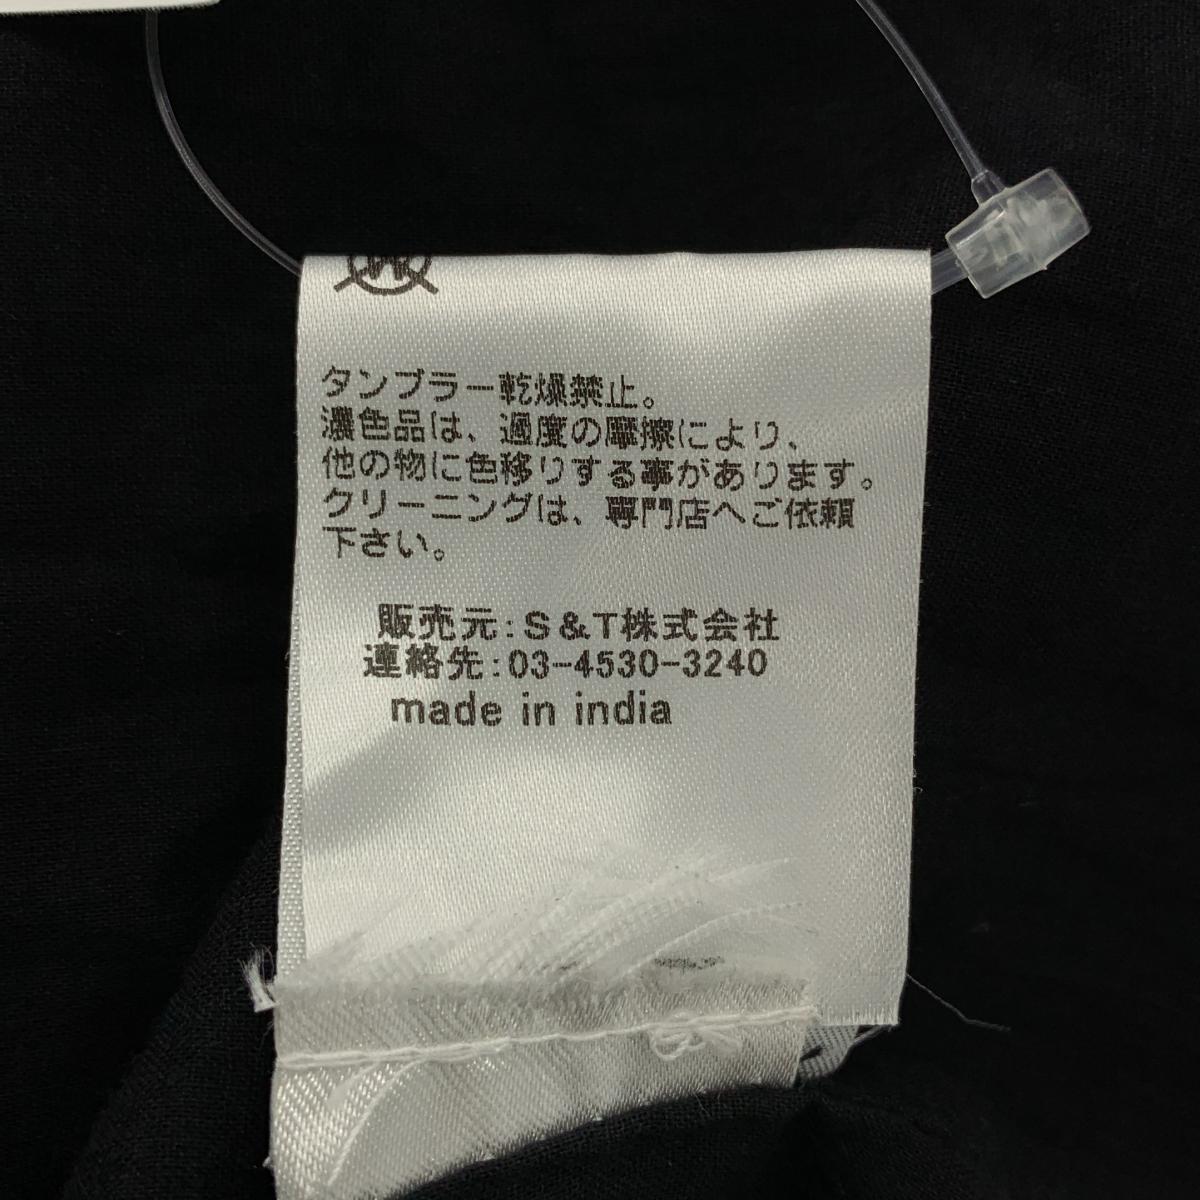 タンブラー乾燥禁止。
濃色品は、過度の摩擦により、
他の物に色移りする事があります。
クリーニングは、専門店へご依頼
下さい。
販売元:S&T株式会社
連絡先:03-4530-3240
made in india